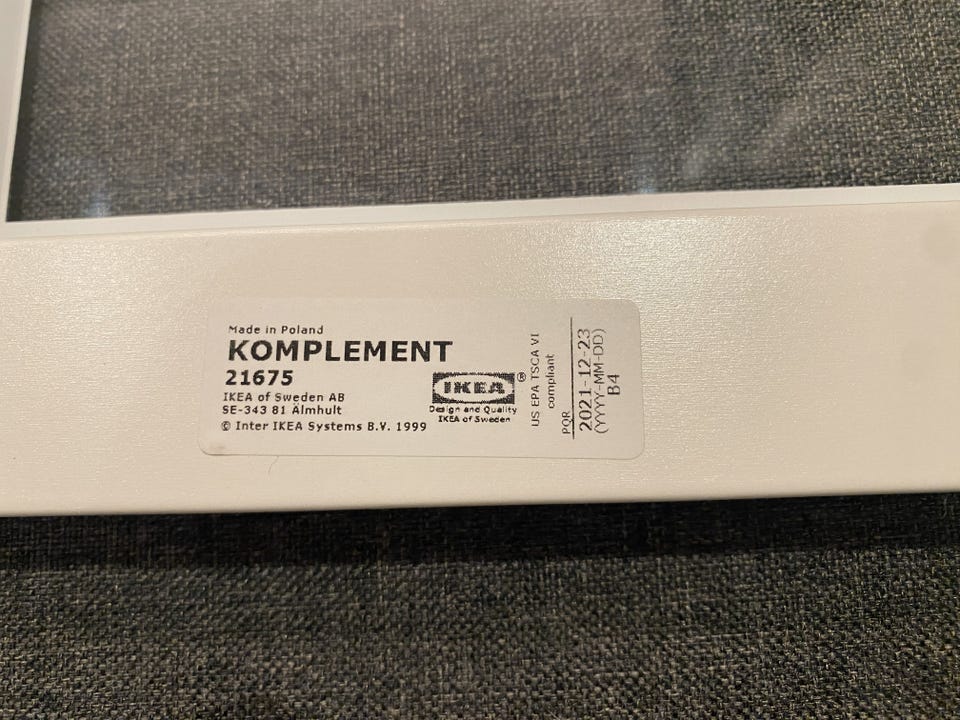 Made in Poland
KOMPLEMENT
21675
IKEA of Sweden AB
SE-343 81 Älmhult
© Inter IKEA Systems B.V. 1999
IKEA®
Design and Quality
IKEA of Sweden
US EPA TSCA VI
compliant
PQR
2021-12-23
(YYYY-MM-DD)
B4